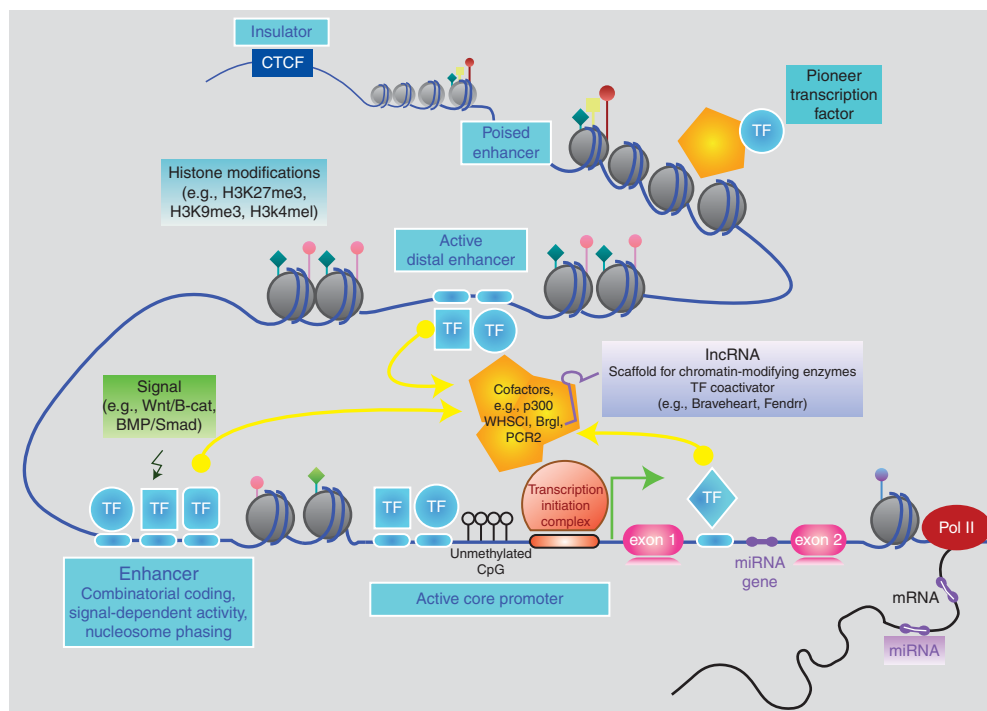 Insulator
CTCF
Pioneer
transcription
factor
TF
Poised
enhancer
Histone modifications
(e.g., H3K27me3,
H3K9me3, H3k4mel)
Active
distal enhancer
TF
TF
lncRNA
Scaffold for chromatin-modifying enzymes
TF coactivator
(e.g., Braveheart, Fendrr)
Signal
(e.g., Wnt/B-cat,
BMP/Smad)
Cofactors,
e.g., p300
WHSCI, Brgl,
PCR2
TF
TF
TF
TF
TF
Transcription
initiation
complex
TF
Unmethylated
CpG
exon 1
miRNA
gene
exon 2
Pol II
Enhancer
Combinatorial coding,
signal-dependent activity,
nucleosome phasing
Active core promoter
mRNA
miRNA